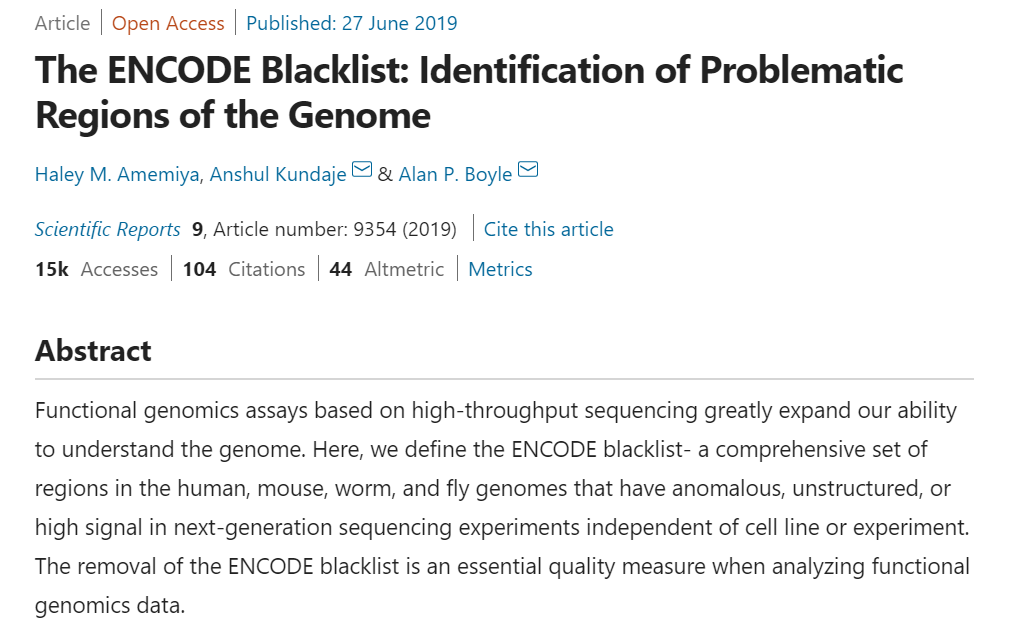 Article | Open Access | Published: 27 June 2019
The ENCODE Blacklist: Identification of Problematic
Regions of the Genome
Haley M. Amemiya, Anshul Kundaje & Alan P. Boyle
Scientific Reports 9, Article number: 9354 (2019) | Cite this article
15k Accesses | 104 Citations | 44 Altmetric | Metrics
Abstract
Functional genomics assays based on high-throughput sequencing greatly expand our ability
to understand the genome. Here, we define the ENCODE blacklist- a comprehensive set of
regions in the human, mouse, worm, and fly genomes that have anomalous, unstructured, or
high signal in next-generation sequencing experiments independent of cell line or experiment.
The removal of the ENCODE blacklist is an essential quality measure when analyzing functional
genomics data.